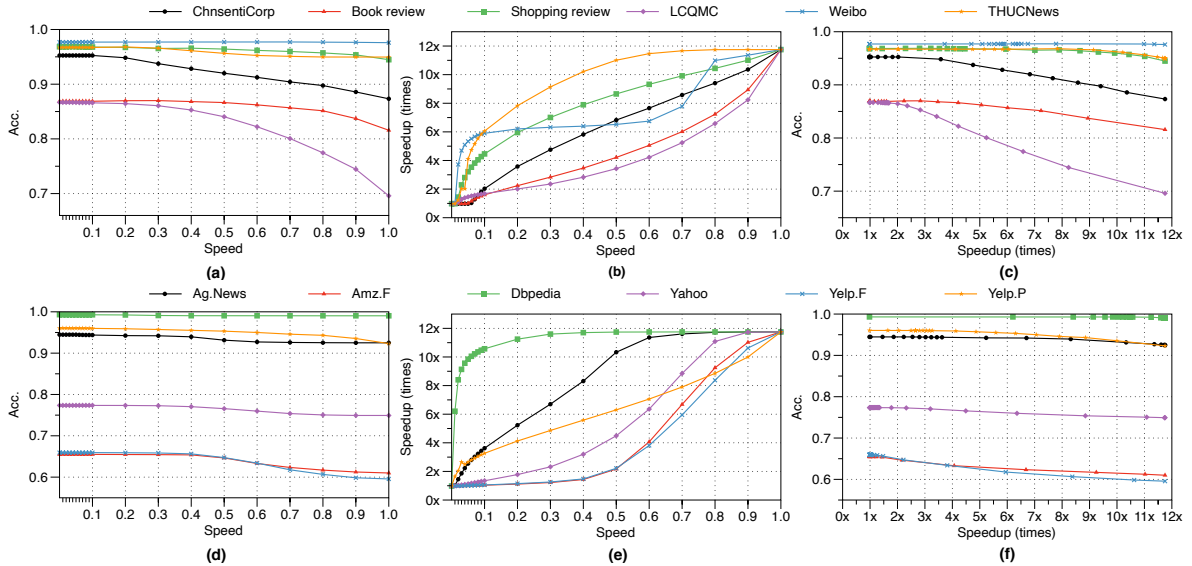 ChnsentiCorp Book review Shopping review LCQMC Weibo THUCNews
1.0 12x 1.0
10x
0.9 8x 0.9
Acc. Speedup (times) Acc.
0.8 6x 0.8
4x
0.7 2x 0.7
0x
0.1 0.2 0.3 0.4 0.5 0.6 0.7 0.8 0.9 1.0 0.1 0.2 0.3 0.4 0.5 0.6 0.7 0.8 0.9 1.0 0x 1x 2x 3x 4x 5x 6x 7x 8x 9x 10x 11x 12x
Speed Speed Speedup (times)
(a) (b) (c)
Ag.News Amz.F Dbpedia Yahoo Yelp.F Yelp.P
1.0 12x 1.0
0.9 10x 0.9
0.8 8x 0.8
Acc. Speedup (times) Acc.
6x
0.7 4x 0.7
0.6 2x 0.6
0x
0.1 0.2 0.3 0.4 0.5 0.6 0.7 0.8 0.9 1.0 0.1 0.2 0.3 0.4 0.5 0.6 0.7 0.8 0.9 1.0 0x 1x 2x 3x 4x 5x 6x 7x 8x 9x 10x 11x 12x
Speed Speed Speedup (times)
(d) (e) (f)